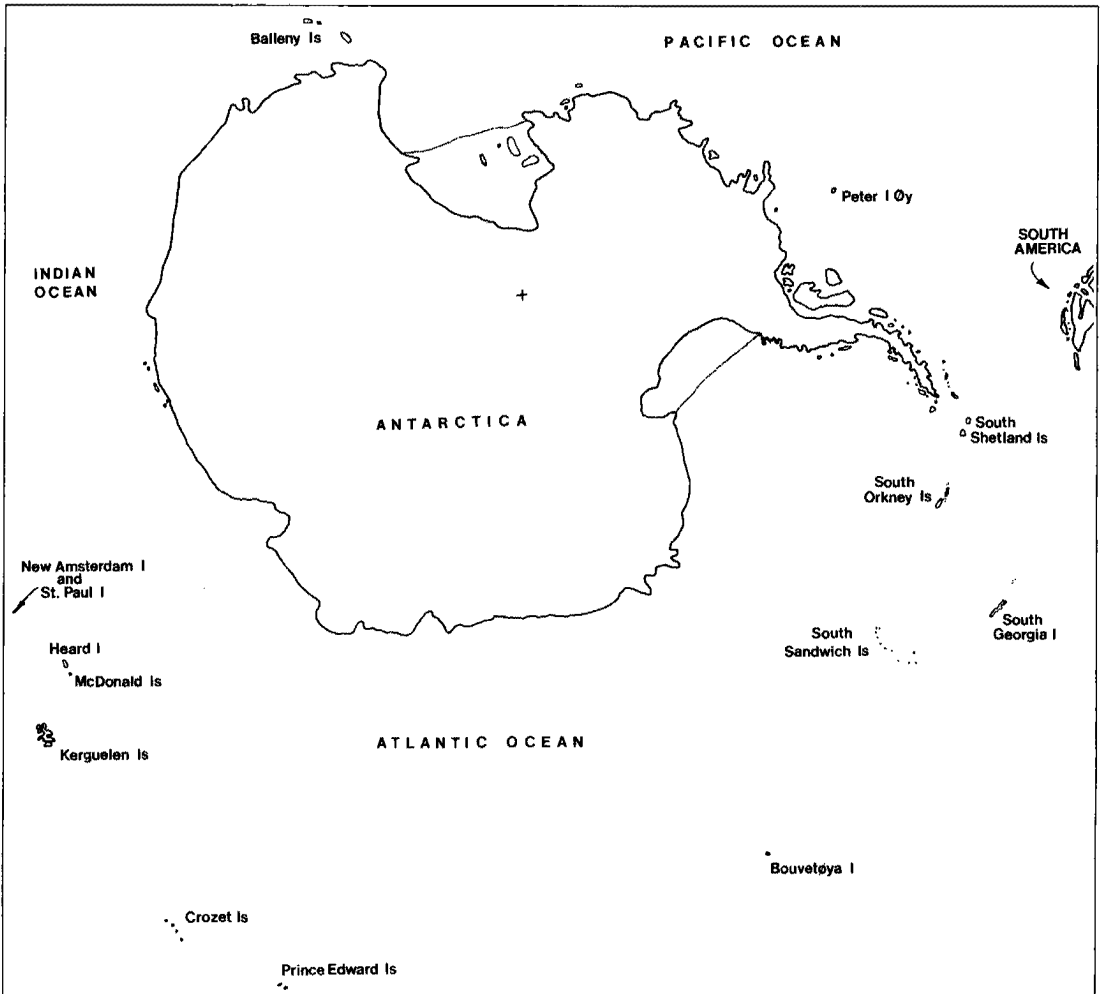 Balleny Is
PACIFIC OCEAN
Peter I Øy
SOUTH
AMERICA
INDIAN
OCEAN
ANTARCTICA
South
Shetland Is
South
Orkney Is
New Amsterdam I
and
St. Paul I
South
Georgia I
South
Sandwich Is
Heard I
McDonald Is
Kerguelen Is
ATLANTIC OCEAN
Bouvetøya I
Crozet Is
Prince Edward Is